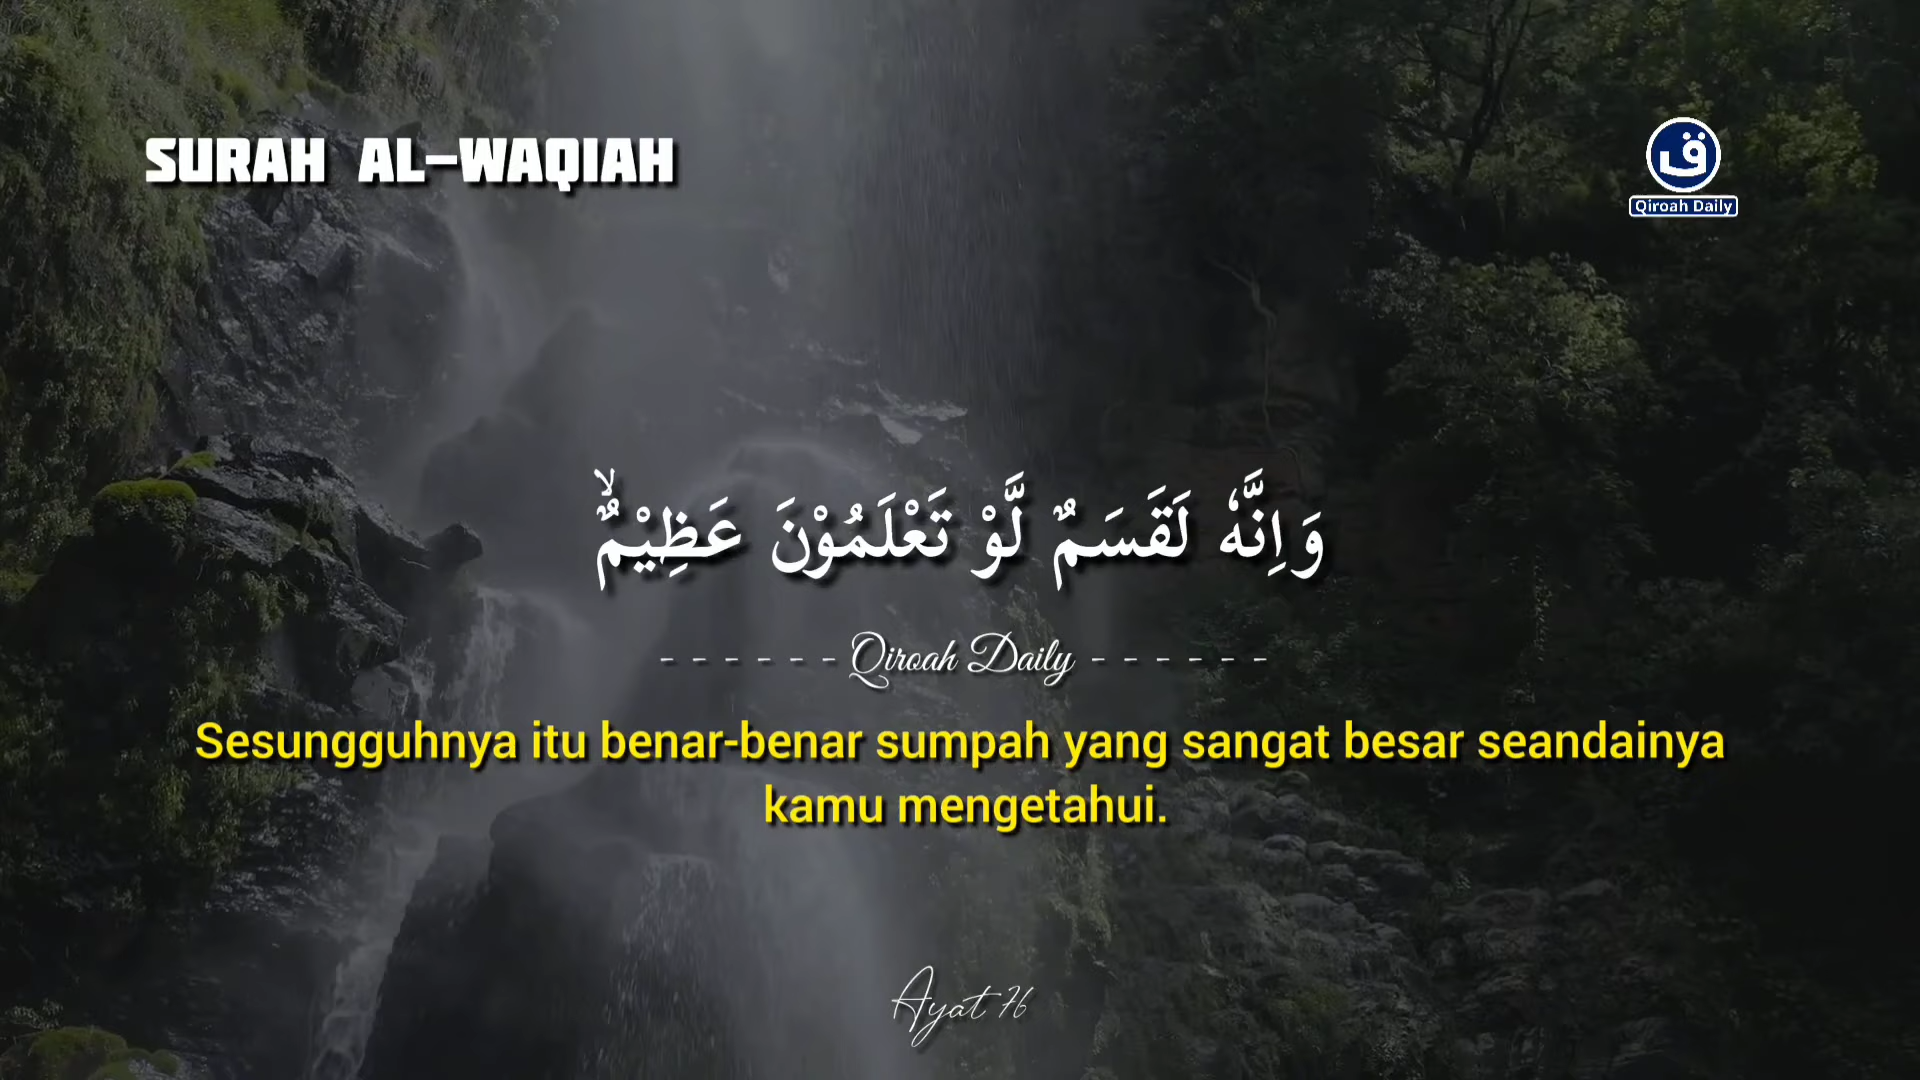 SURAH AL-WAQIAH
ق
Qiroah Daily
وَاِنَّهٗ لَقَسَمٌ لَّوْ تَعْلَمُوْنَ عَظِيْمٌۙ
- - - - - - Qiroah Daily - - - - - -
Sesungguhnya itu benar-benar sumpah yang sangat besar seandainya
kamu mengetahui.
Ayat 76